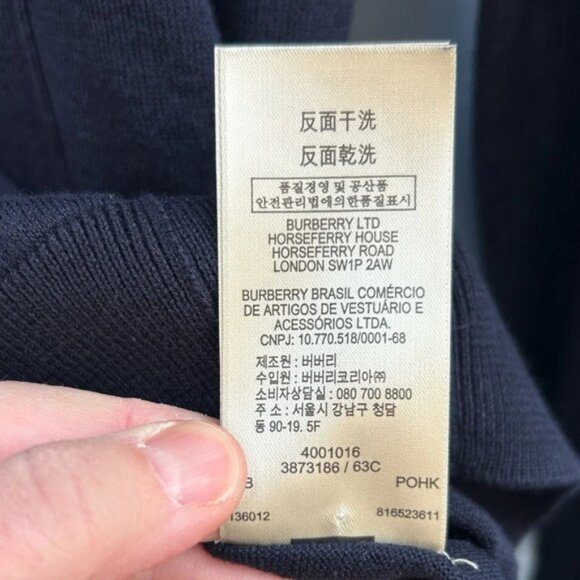 反面干洗
反面乾洗
품질경영 및 공산품
안전관리법에의한품질표시
BURBERRY LTD
HORSEFERRY HOUSE
HORSEFERRY ROAD
LONDON SW1P 2AW
BURBERRY BRASIL COMÉRCIO
DE ARTIGOS DE VESTUÁRIO E
ACESSÓRIOS LTDA.
CNPJ: 10.770.518/0001-68
제조원 : 버버리
수입원 : 버버리코리아㈜
소비자상담실 : 080 700 8800
주 소 : 서울시 강남구 청담
동 90-19. 5F
4001016
3873186 / 63C
B POHK
136012 816523611